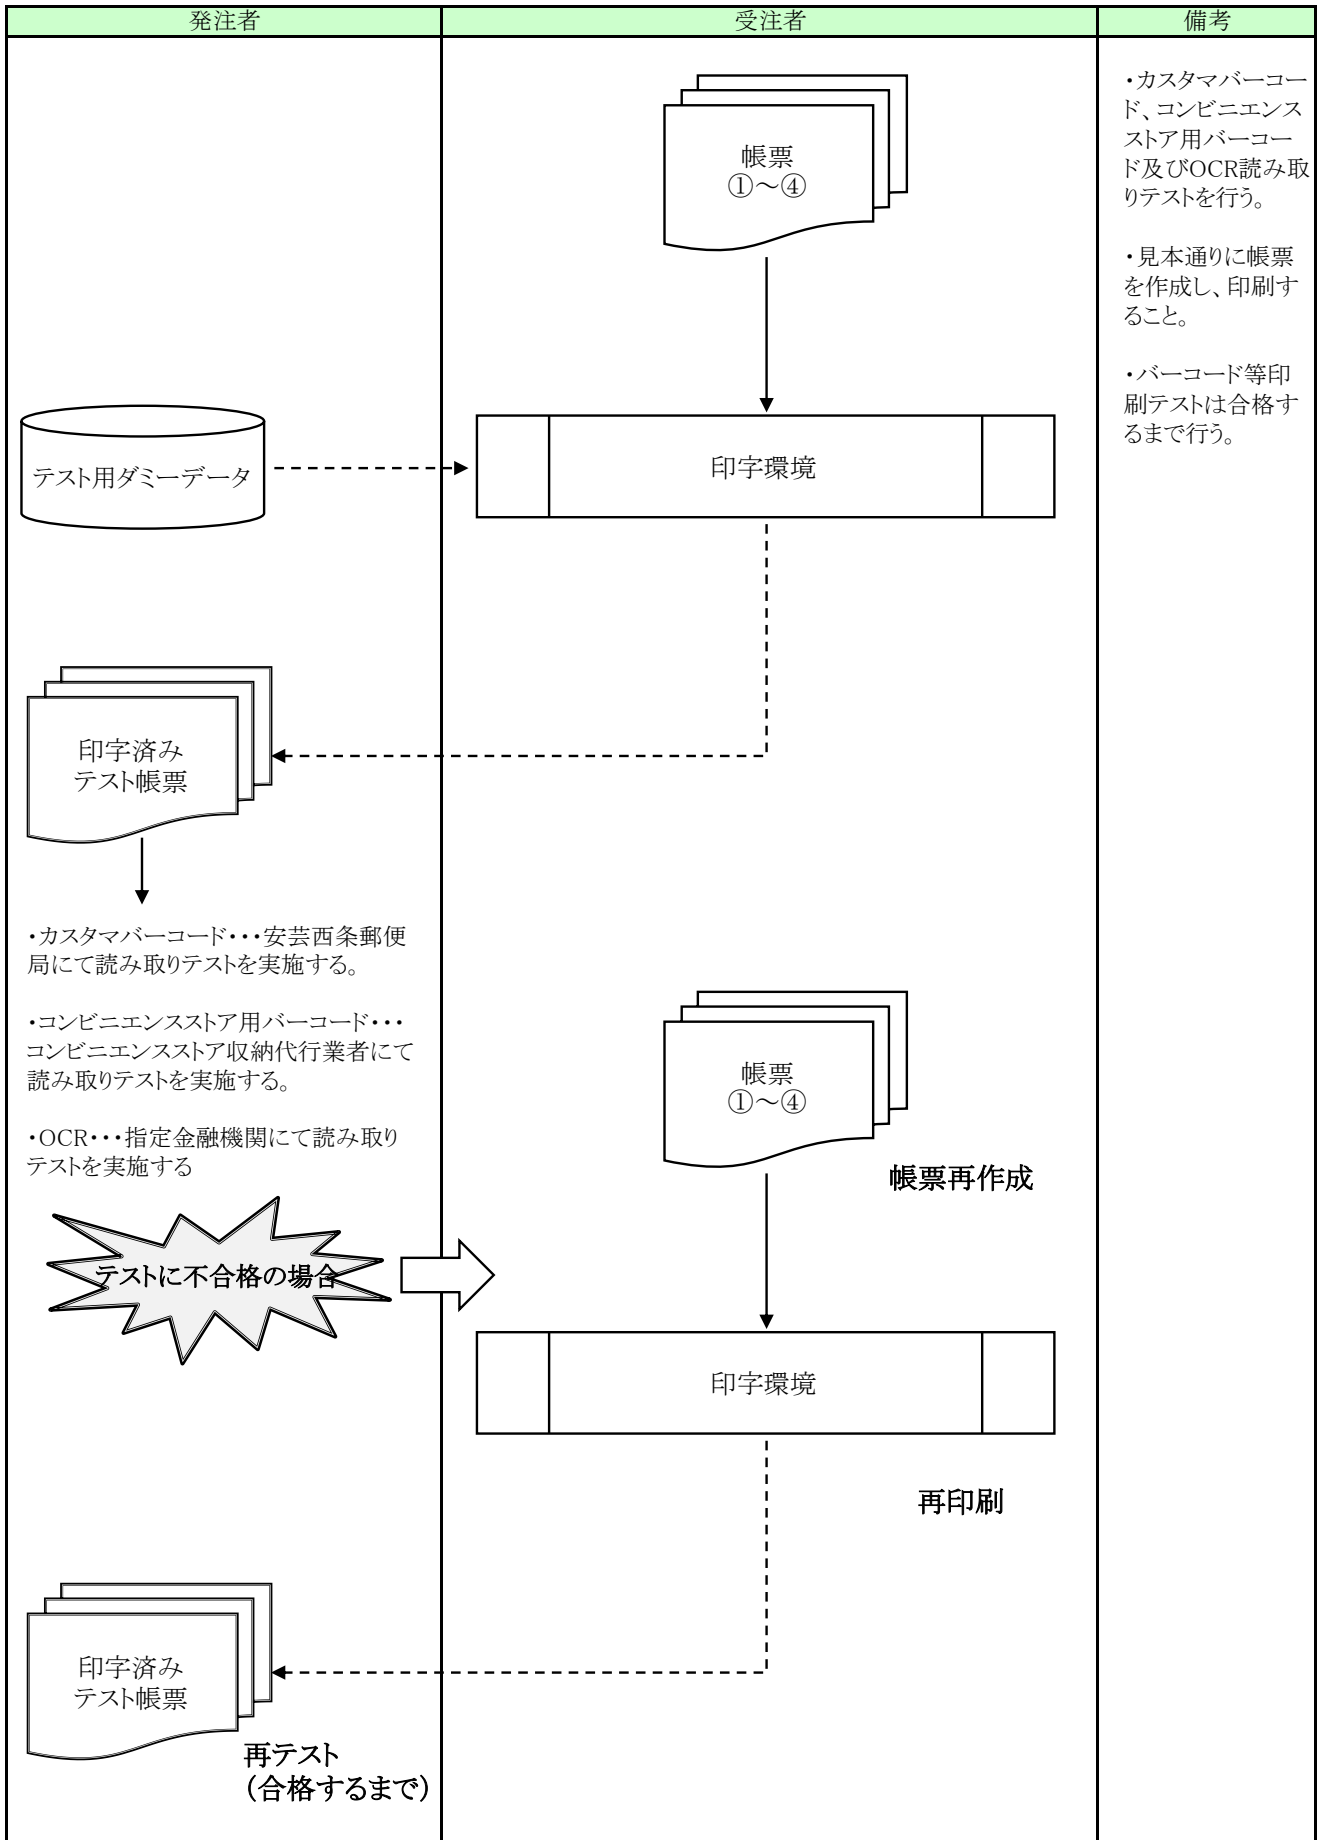 発注者
受注者
備考
・カスタマバーコー
ド、コンビニエンス
ストア用バーコー
ド及びOCR読み取
りテストを行う。
・見本通りに帳票
を作成し、印刷す
ること。
・バーコード等印
刷テストは合格す
るまで行う。
帳票
①～④
テスト用ダミーデータ
印字環境
印字済み
テスト帳票
・カスタマバーコード・・・安芸西条郵便
局にて読み取りテストを実施する。
・コンビニエンスストア用バーコード・・・
コンビニエンスストア収納代行業者にて
読み取りテストを実施する。
・OCR・・・指定金融機関にて読み取り
テストを実施する
帳票
①～④
帳票再作成
テストに不合格の場合
印字環境
再印刷
印字済み
テスト帳票
再テスト
（合格するまで）